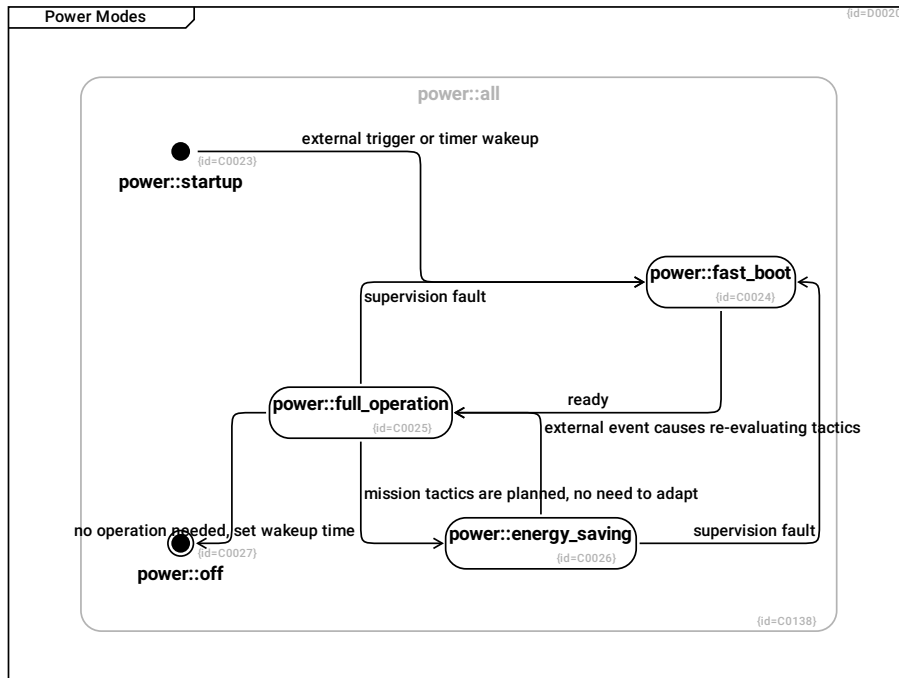 Power Modes
{id=D0020
power::all
external trigger or timer wakeup
{id=C0023}
power::startup
power::fast_boot
{id=C0024}
supervision fault
power::full_operation
{id=C0025}
ready
external event causes re-evaluating tactics
mission tactics are planned, no need to adapt
no operation needed, set wakeup time
power::energy_saving
supervision fault
{id=C0027}
{id=C0026}
power::off
{id=C0138}